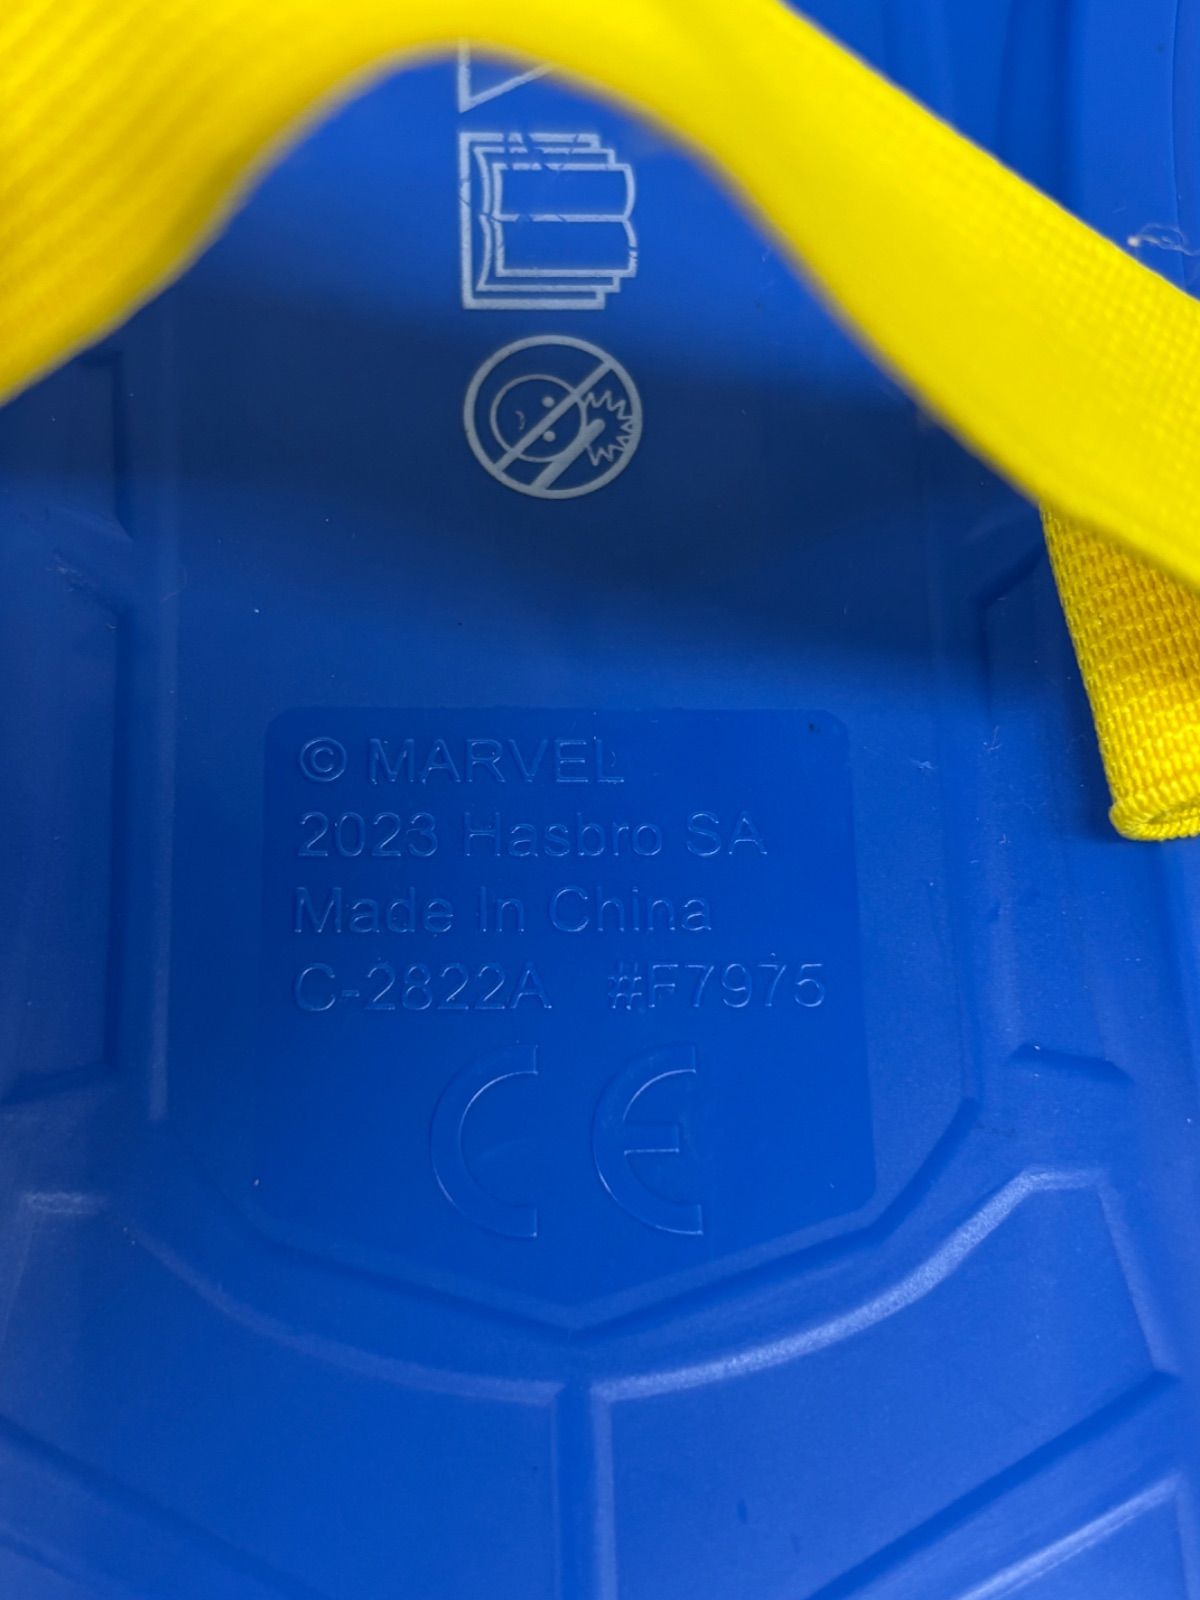 © MARVEL
2023 Hasbro SA
Made In China
C-2822A #F7975
CE